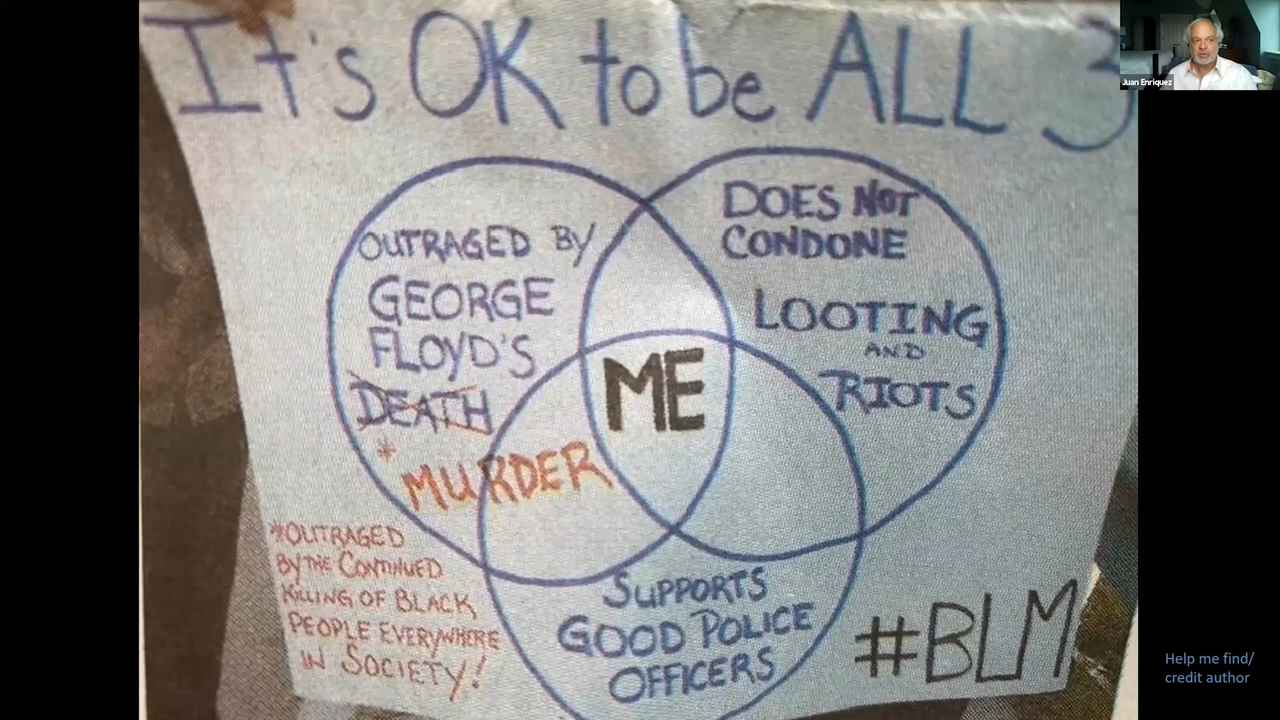 It's OK to be ALL 3
Juan Enriquez
OUTRAGED BY
GEORGE
FLOYD'S
DEATH
*
MURDER
DOES NOT
CONDONE
LOOTING
AND
RIOTS
ME
*OUTRAGED
BY THE CONTINUED
KILLING OF BLACK
PEOPLE EVERYWHERE
IN SOCIETY!
SUPPORTS
GOOD POLICE
OFFICERS
#BLM
Help me find/
credit author